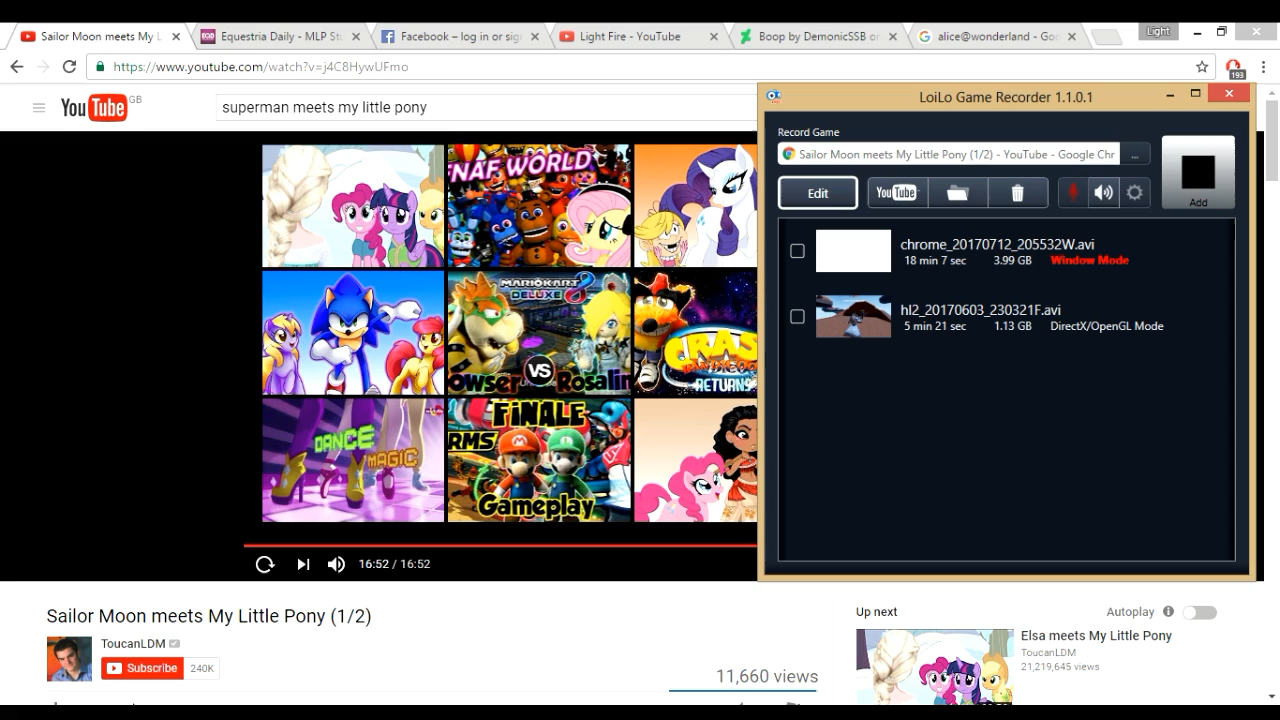 Sailor Moon meets My L
Equestria Daily - MLP Stu
Facebook – log in or sign
Light Fire - YouTube
Boop by DemonicSSB on
alice@wonderland - Goo
Light
https://www.youtube.com/watch?v=j4C8HywUFmo
193
YouTube GB
superman meets my little pony
LoiLo Game Recorder 1.1.0.1
Record Game
Sailor Moon meets My Little Pony (1/2) - YouTube - Google Chr
...
Edit
YouTube
Add
chrome_20170712_205532W.avi
18 min 7 sec 3.99 GB Window Mode
hl2_20170603_230321F.avi
5 min 21 sec 1.13 GB DirectX/OpenGL Mode
FNAF WORLD
MARIOKART 8
DELUXE
owser VS Rosalin
CRAS
RETURNS
DANCE
MAGIC
FINALE
RMS
Gameplay
16:52 / 16:52
Sailor Moon meets My Little Pony (1/2)
ToucanLDM
Subscribe 240K
11,660 views
Up next
Autoplay
Elsa meets My Little Pony
ToucanLDM
21,219,645 views